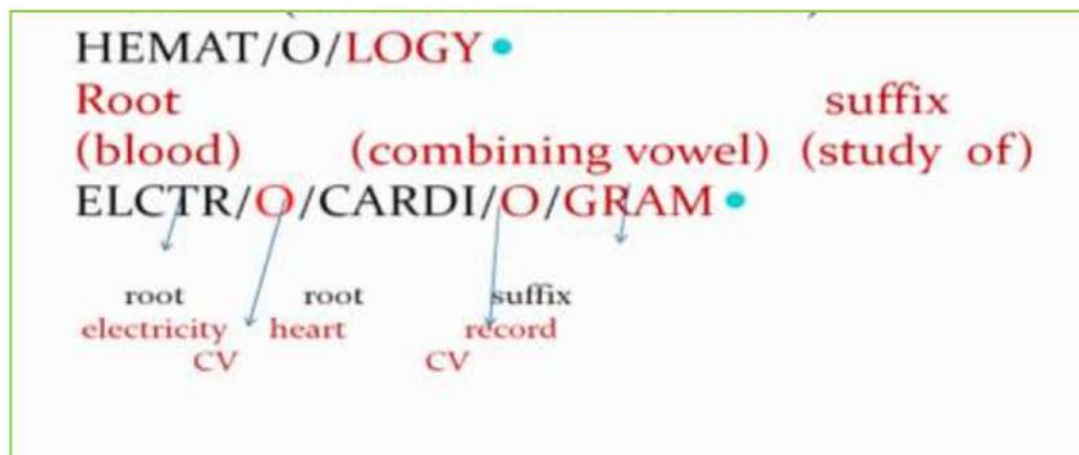 HEMAT/O/LOGY
Root suffix
(blood) (combining vowel) (study of)
ELCTR/O/CARDI/O/GRAM
root root suffix
electricity heart record
CV CV